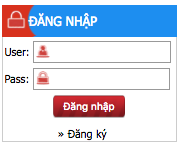 ĐĂNG NHẬP
User:
Pass:
Đăng nhập
» Đăng ký